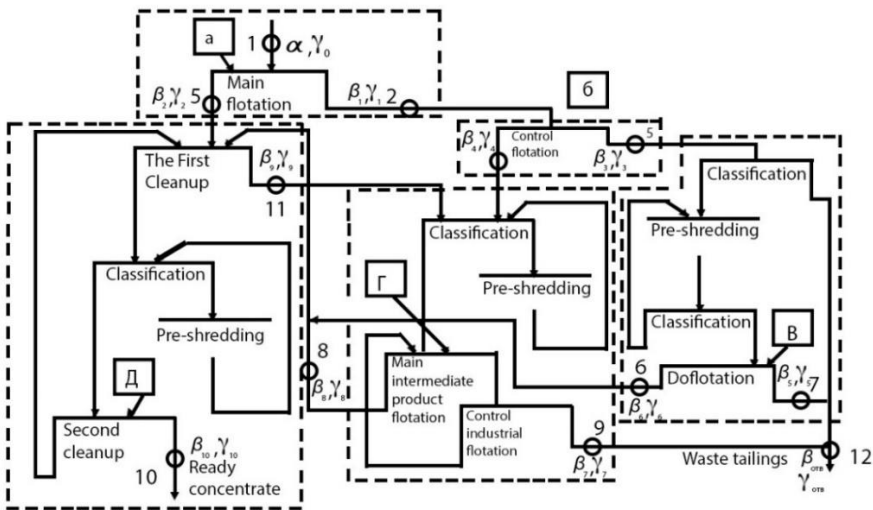 а
1 α,γ₀
Main
flotation
β₂,γ₂ 5
β₁,γ₁ 2
б
β₄,γ₄
Control
flotation
β₃,γ₃
5
The First
Cleanup
β₉,γ₉
11
Classification
Pre-shredding
Д
Second
cleanup
β₁₀,γ₁₀
10
Ready
concentrate
Classification
Pre-shredding
Г
8
β₈,γ₈
Main
intermediate
product
flotation
Control
industrial
flotation
9
β₇,γ₇
Classification
Pre-shredding
Classification
В
Doflotation
6
β₆,γ₆
β₅,γ₅
7
Waste tailings
β отв
γ отв
12